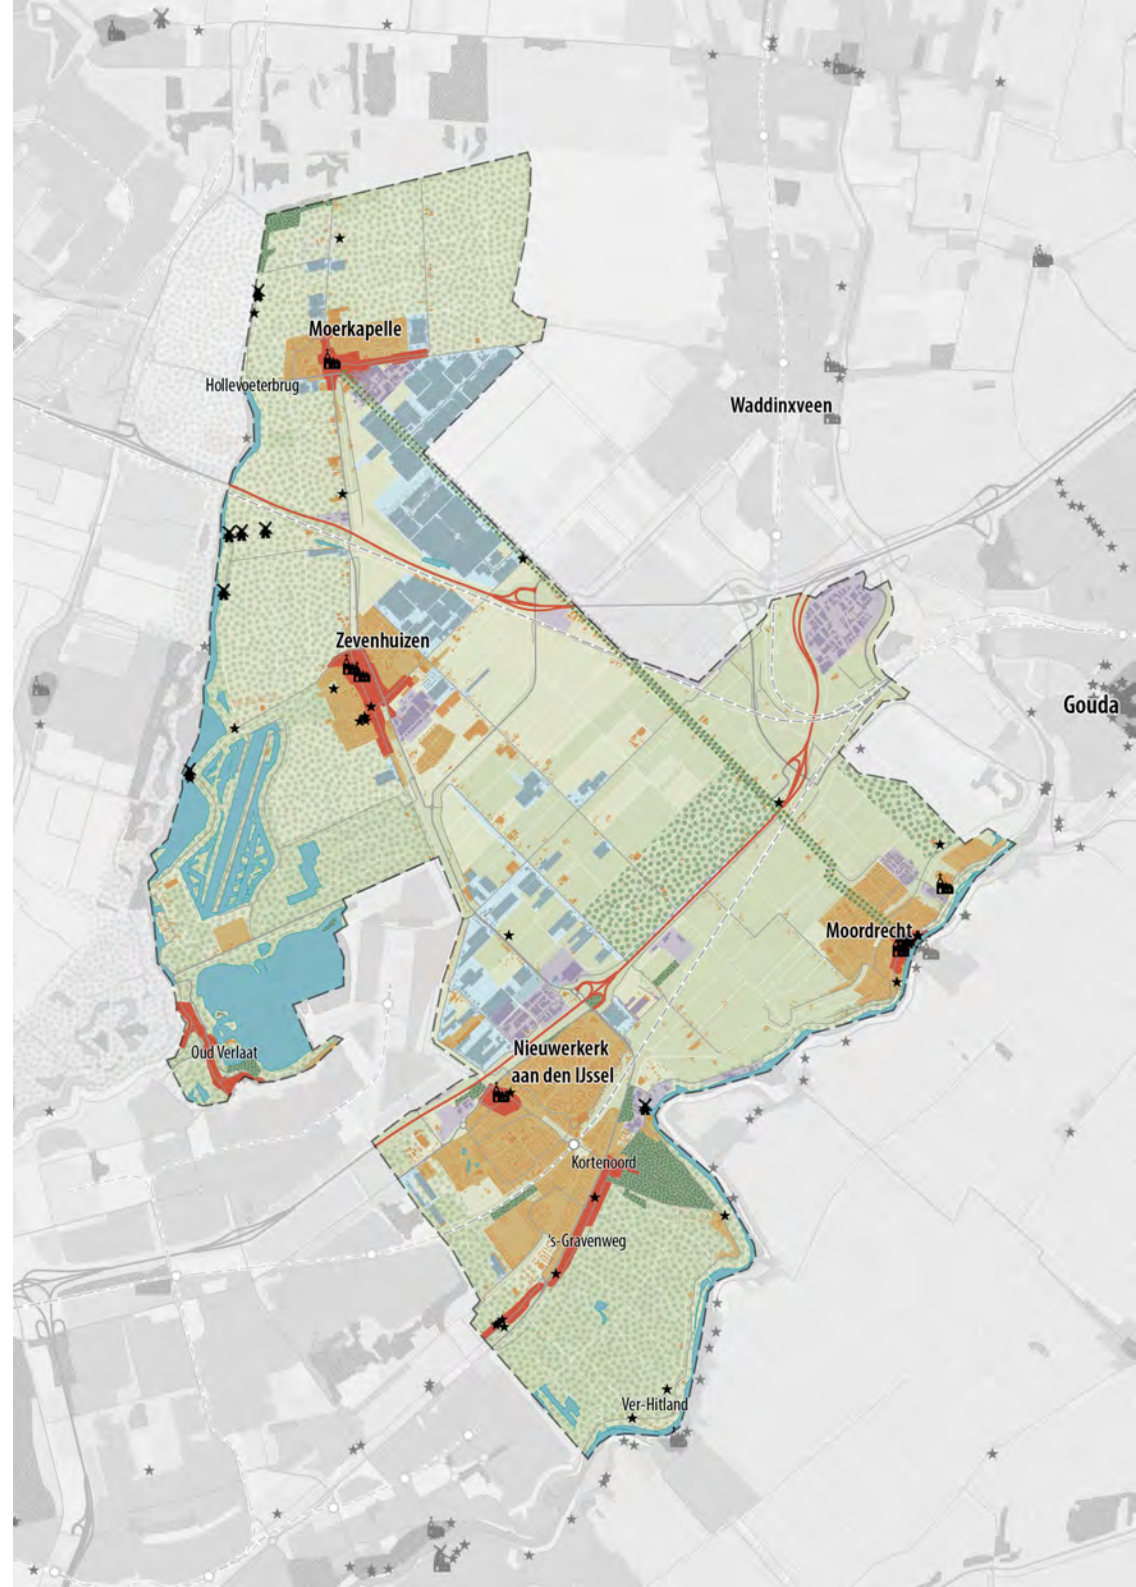 Moerkapelle
Hollevoeterbrug
Waddinxveen
Zevenhuizen
Gouda
Moordrecht
Oud Verlaat
Nieuwerkerk
aan den IJssel
Kortenoord
's-Gravenweg
Ver-Hitland